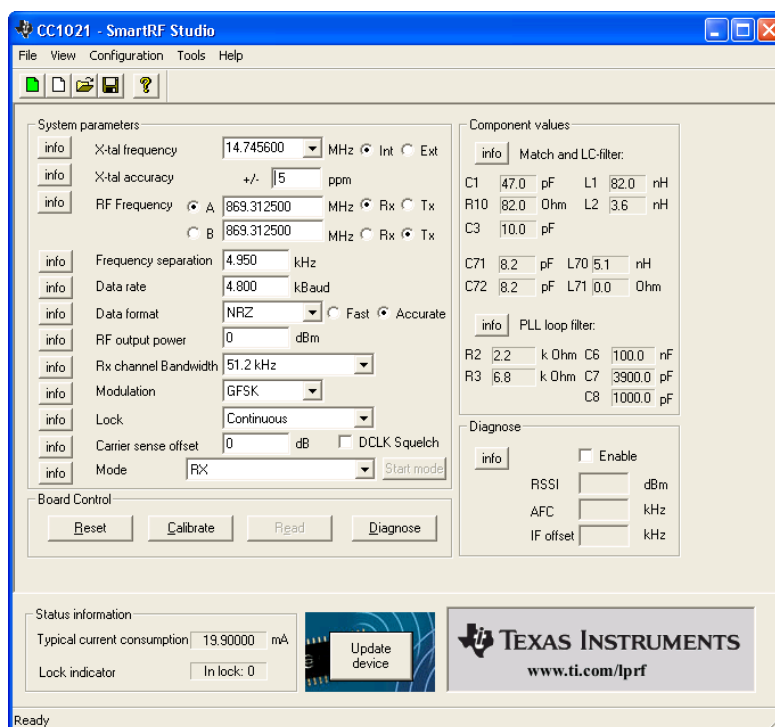 CC1021 - SmartRF Studio
File View Configuration Tools Help
System parameters
info X-tal frequency 14.745600 MHz Int Ext
info X-tal accuracy +/- 5 ppm
info RF Frequency A 869.312500 MHz Rx Tx
B 869.312500 MHz Rx Tx
info Frequency separation 4.950 kHz
info Data rate 4.800 kBaud
info Data format NRZ Fast Accurate
info RF output power 0 dBm
info Rx channel Bandwidth 51.2 kHz
info Modulation GFSK
info Lock Continuous
info Carrier sense offset 0 dB DCLK Squelch
info Mode RX Start mode
Board Control
Reset Calibrate Read Diagnose
Component values
info Match and LC-filter:
C1 47.0 pF L1 82.0 nH
R10 82.0 Ohm L2 3.6 nH
C3 10.0 pF
C71 8.2 pF L70 5.1 nH
C72 8.2 pF L71 0.0 Ohm
info PLL loop filter:
R2 2.2 k Ohm C6 100.0 nF
R3 6.8 k Ohm C7 3900.0 pF
C8 1000.0 pF
Diagnose
info Enable
RSSI dBm
AFC kHz
IF offset kHz
Status information
Typical current consumption 19.90000 mA
Lock indicator In lock: 0
Update
device
TEXAS INSTRUMENTS
www.ti.com/lprf
Ready